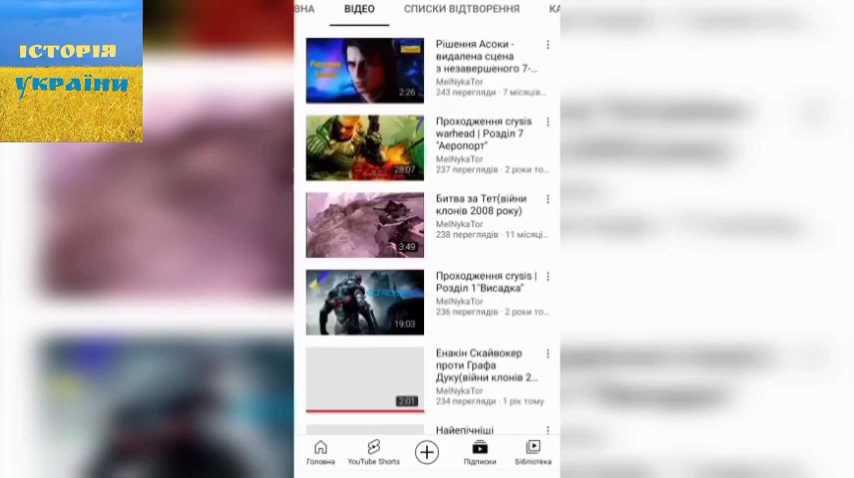 ІСТОРІЯ
УКРАЇНИ
ВНА
ВІДЕО
СПИСКИ ВІДТВОРЕННЯ
КА
Рішення Асоки -
видалена сцена
з незавершеного 7-...
MelNykaTor
243 перегляди · 7 місяців...
2:26
Проходження crysis
warhead | Розділ 7
"Аеропорт"
MelNykaTor
237 переглядів · 2 роки то...
28:07
Битва за Тет(війни
клонів 2008 року)
MelNykaTor
238 переглядів · 11 місяці...
3:49
Проходження crysis |
Розділ 1"Висадка"
MelNykaTor
236 переглядів · 2 роки то...
19:03
Енакін Скайвокер
проти Графа
Дуку(війни клонів 2...
MelNykaTor
234 перегляди · 1 рік тому
2:01
Найепічніші
Головна
YouTube Shorts
Підписки
Бібліотека